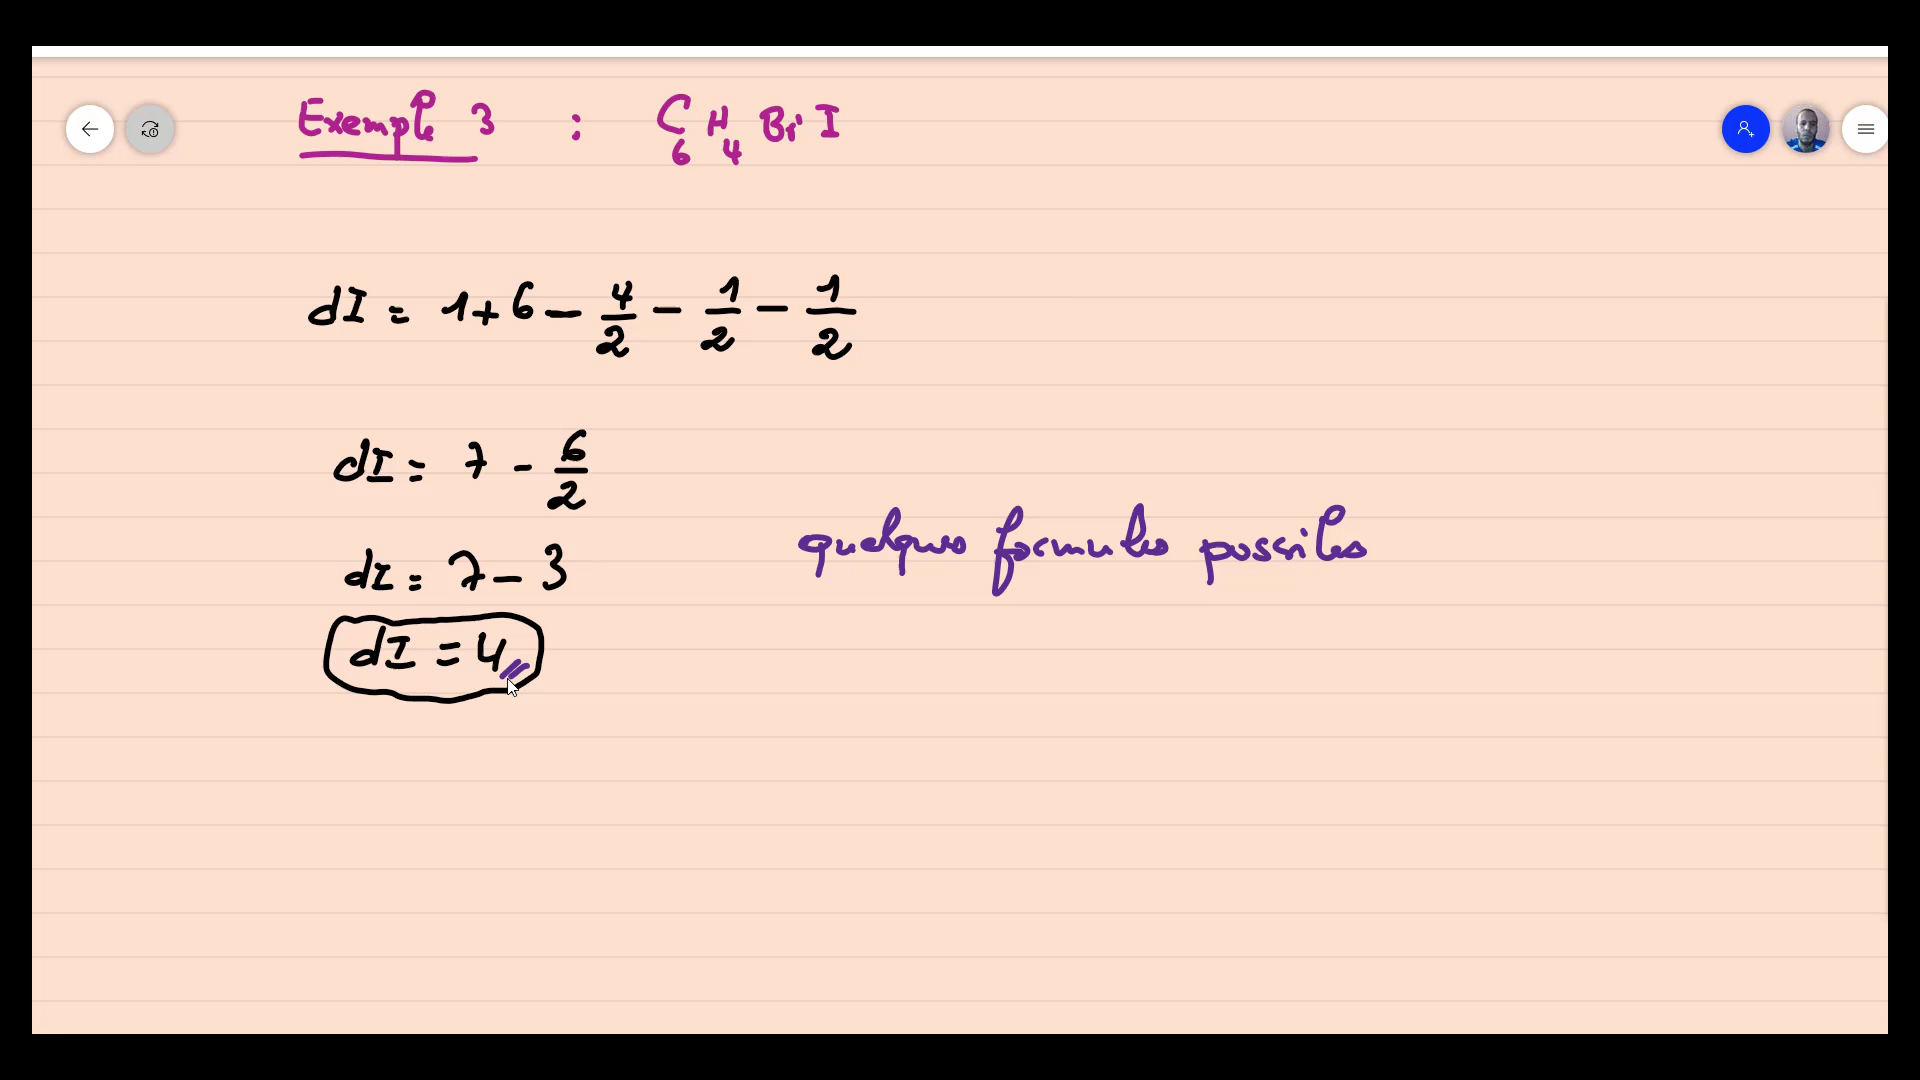 Exemple 3 : C6H4BrI
dI = 1 + 6 - 4/2 - 1/2 - 1/2
dI = 7 - 6/2
quelques formules possiles
dI = 7 - 3
dI = 4